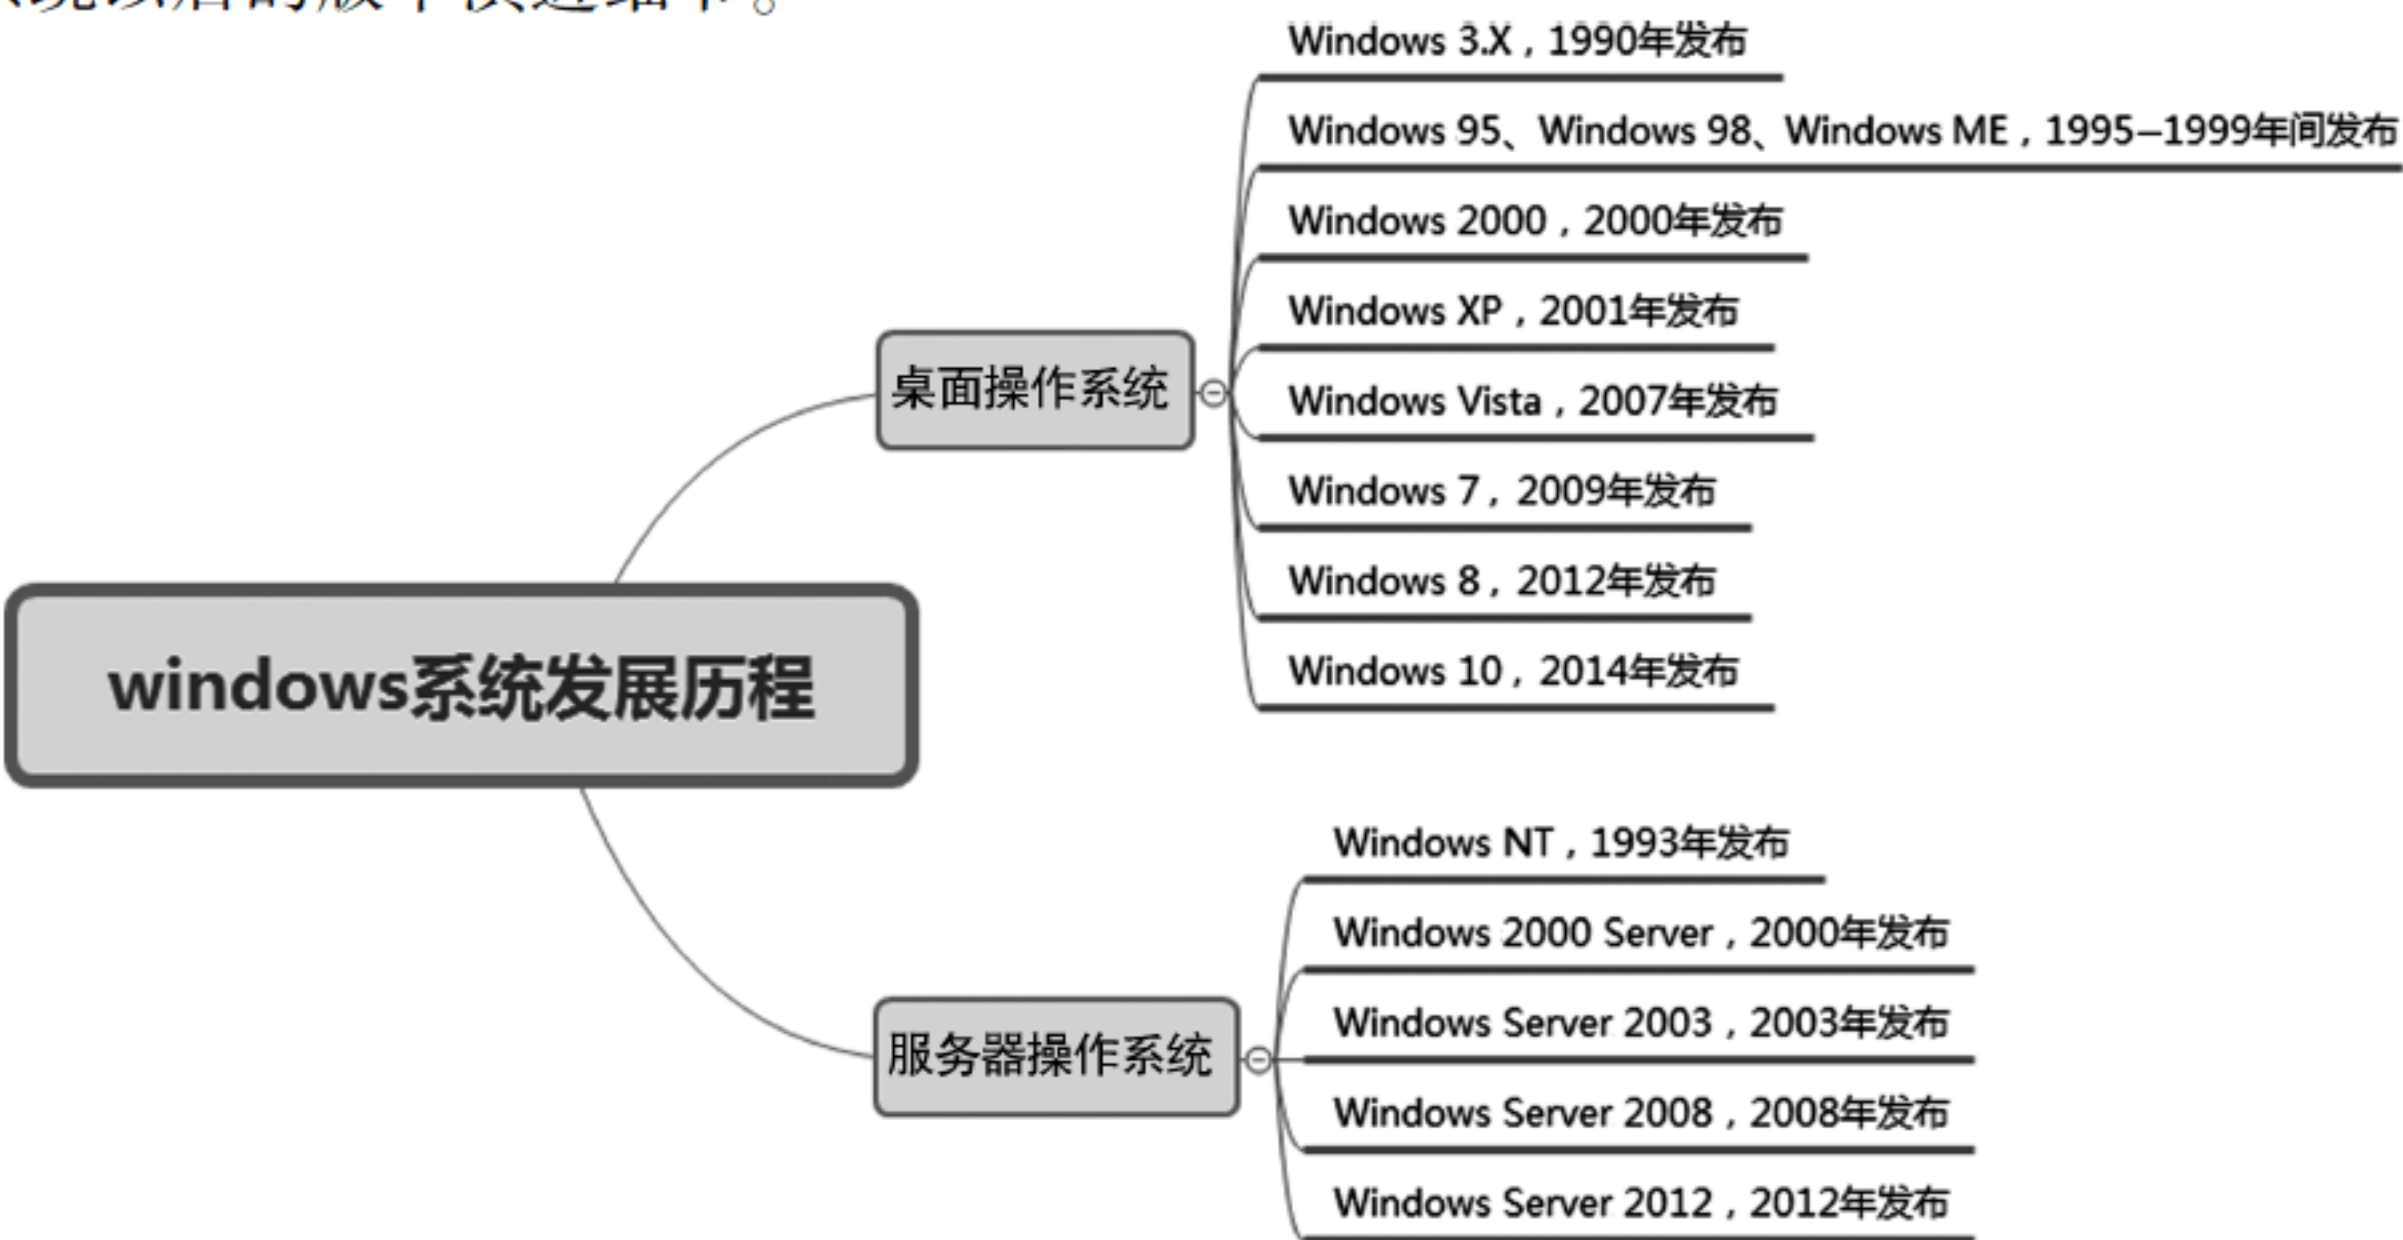 Windows 3.X，1990年发布
Windows 95、Windows 98、Windows ME，1995–1999年间发布
Windows 2000，2000年发布
Windows XP，2001年发布
桌面操作系统
Windows Vista，2007年发布
Windows 7，2009年发布
Windows 8，2012年发布
Windows 10，2014年发布
windows系统发展历程
Windows NT，1993年发布
Windows 2000 Server，2000年发布
Windows Server 2003，2003年发布
服务器操作系统
Windows Server 2008，2008年发布
Windows Server 2012，2012年发布